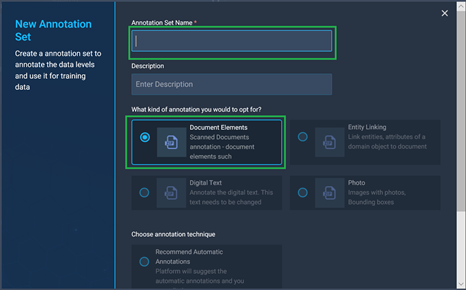 New Annotation
Set
Create a annotation set to
annotate the data levels
and use it for training
data
Annotation Set Name *
Description
Enter Description
What kind of annotation you would to opt for?
Document Elements
Scanned Documents
annotation - document
elements such
Entity Linking
Link entities, attributes of a
domain object to document
Digital Text
Annotate the digital text. This
text needs to be changed
Photo
Images with photos,
Bounding boxes
Choose annotation technique
Recommend Automatic
Annotations
Platform will suggest the
automatic annotations and you